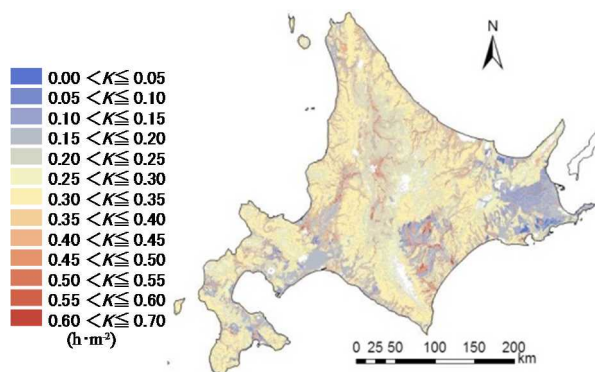 0.00 <K≦ 0.05
0.05 <K≦ 0.10
0.10 <K≦ 0.15
0.15 <K≦ 0.20
0.20 <K≦ 0.25
0.25 <K≦ 0.30
0.30 <K≦ 0.35
0.35 <K≦ 0.40
0.40 <K≦ 0.45
0.45 <K≦ 0.50
0.50 <K≦ 0.55
0.55 <K≦ 0.60
0.60 <K≦ 0.70
(h·m⁻²)
N
0 25 50 100 150 200
km